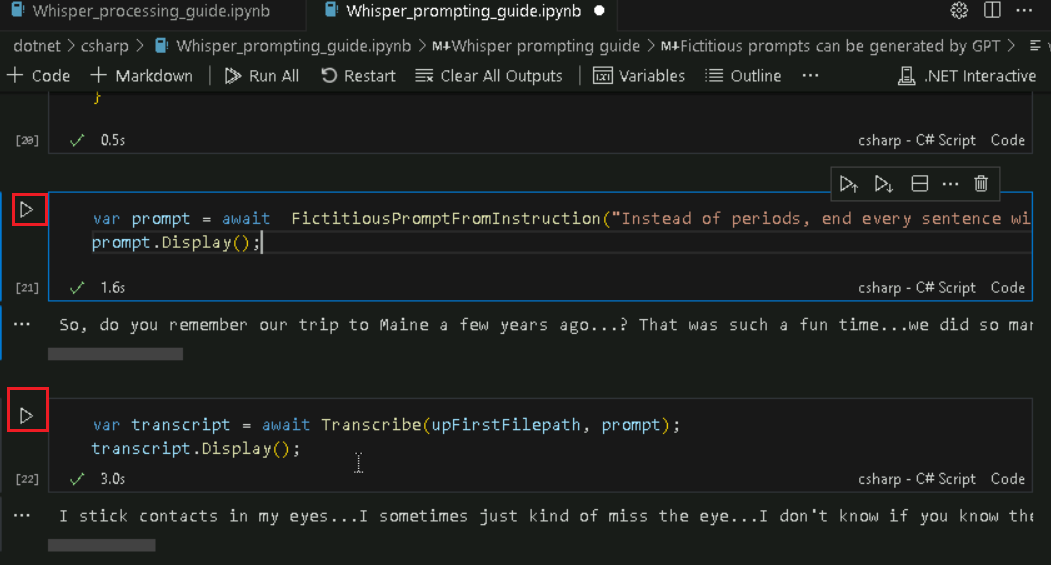 Whisper_processing_guide.ipynb Whisper_prompting_guide.ipynb
dotnet > csharp > Whisper_prompting_guide.ipynb > M↓Whisper prompting guide > M↓Fictitious prompts can be generated by GPT >
+ Code + Markdown | Run All Restart Clear All Outputs | Variables Outline ... .NET Interactive
}
[20] ✓ 0.5s csharp - C# Script Code
var prompt = await  FictitiousPromptFromInstruction("Instead of periods, end every sentence wi
prompt.Display();
[21] ✓ 1.6s csharp - C# Script Code
... So, do you remember our trip to Maine a few years ago...? That was such a fun time...we did so mar
var transcript = await Transcribe(upFirstFilepath, prompt);
transcript.Display();
[22] ✓ 3.0s csharp - C# Script Code
... I stick contacts in my eyes...I sometimes just kind of miss the eye...I don't know if you know the